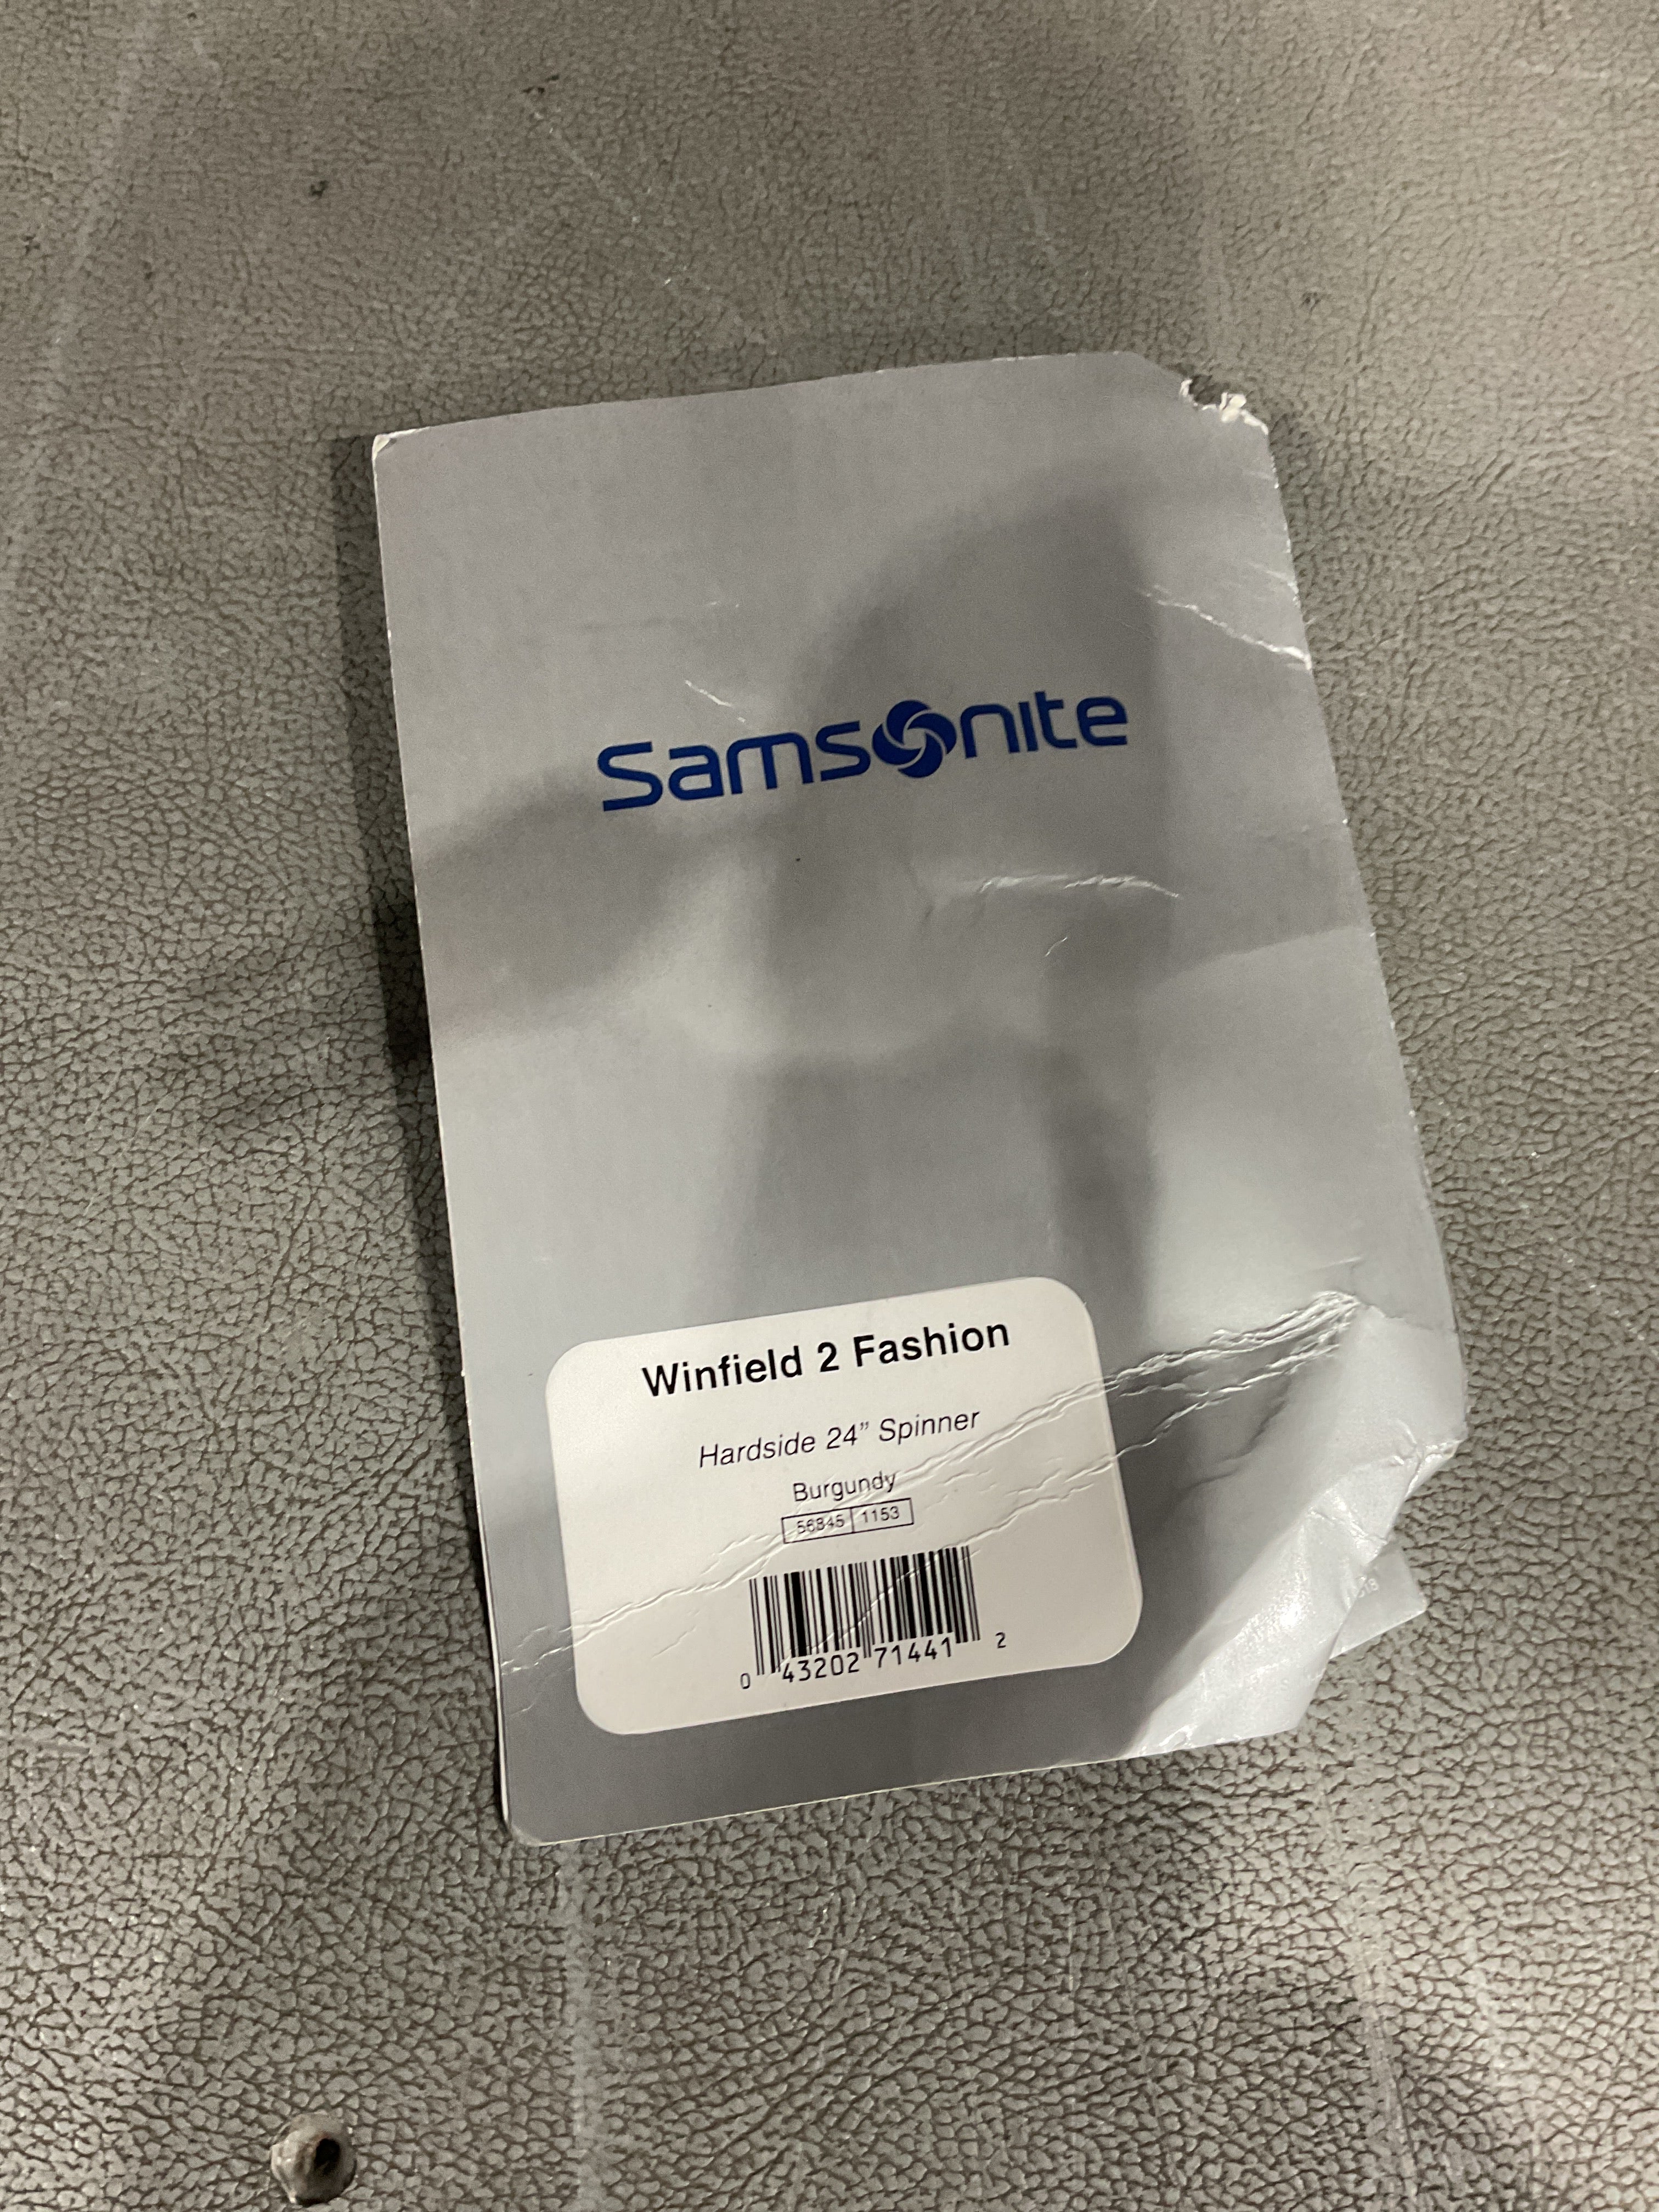 Samsonite
Winfield 2 Fashion
Hardside 24” Spinner
Burgundy
56845 1153
0 43202 71441 2